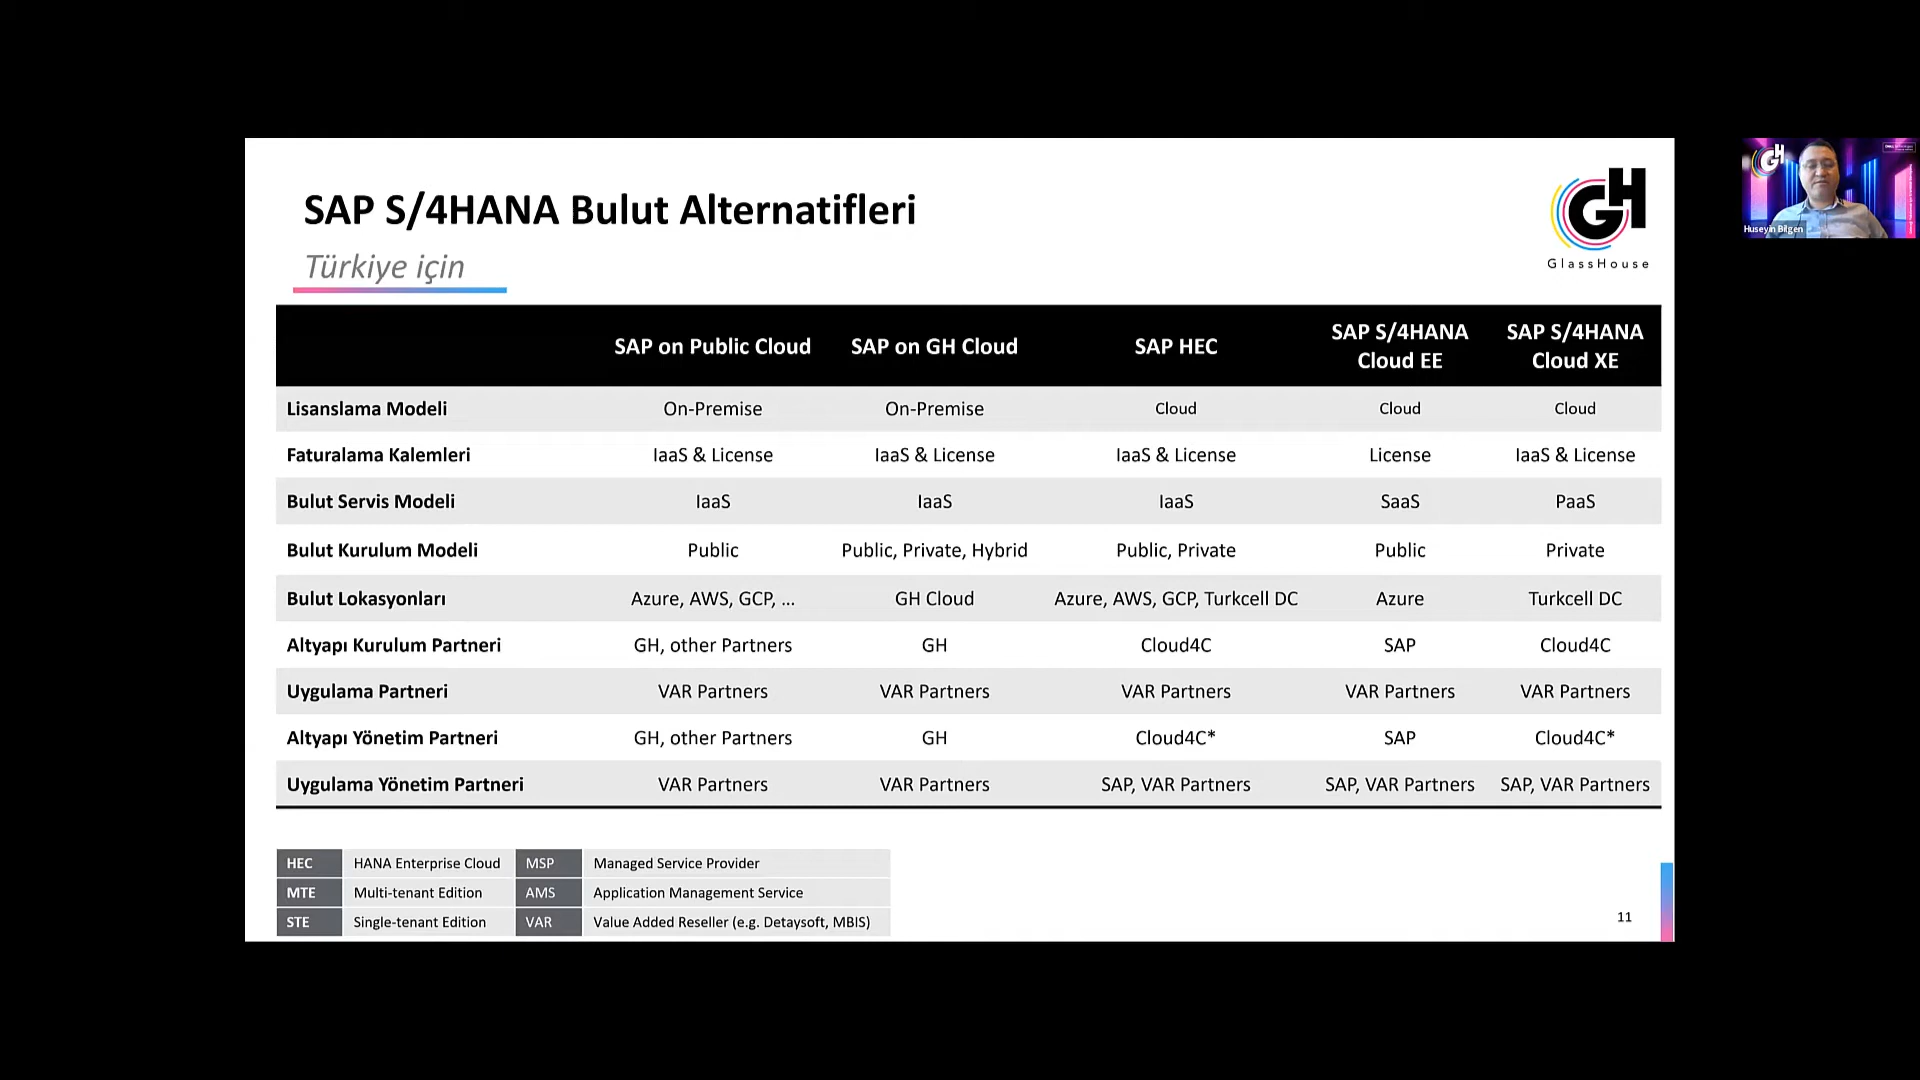 SAP S/4HANA Bulut Alternatifleri
Türkiye için
GH
GlassHouse
GH
Huseyin Bilgen
SAP on Public Cloud SAP on GH Cloud SAP HEC SAP S/4HANA Cloud EE SAP S/4HANA Cloud XE
Lisanslama Modeli On-Premise On-Premise Cloud Cloud Cloud
Faturalama Kalemleri IaaS & License IaaS & License IaaS & License License IaaS & License
Bulut Servis Modeli IaaS IaaS IaaS SaaS PaaS
Bulut Kurulum Modeli Public Public, Private, Hybrid Public, Private Public Private
Bulut Lokasyonları Azure, AWS, GCP, ... GH Cloud Azure, AWS, GCP, Turkcell DC Azure Turkcell DC
Altyapı Kurulum Partneri GH, other Partners GH Cloud4C SAP Cloud4C
Uygulama Partneri VAR Partners VAR Partners VAR Partners VAR Partners VAR Partners
Altyapı Yönetim Partneri GH, other Partners GH Cloud4C* SAP Cloud4C*
Uygulama Yönetim Partneri VAR Partners VAR Partners SAP, VAR Partners SAP, VAR Partners SAP, VAR Partners
HEC HANA Enterprise Cloud MSP Managed Service Provider
MTE Multi-tenant Edition AMS Application Management Service
STE Single-tenant Edition VAR Value Added Reseller (e.g. Detaysoft, MBIS)
11